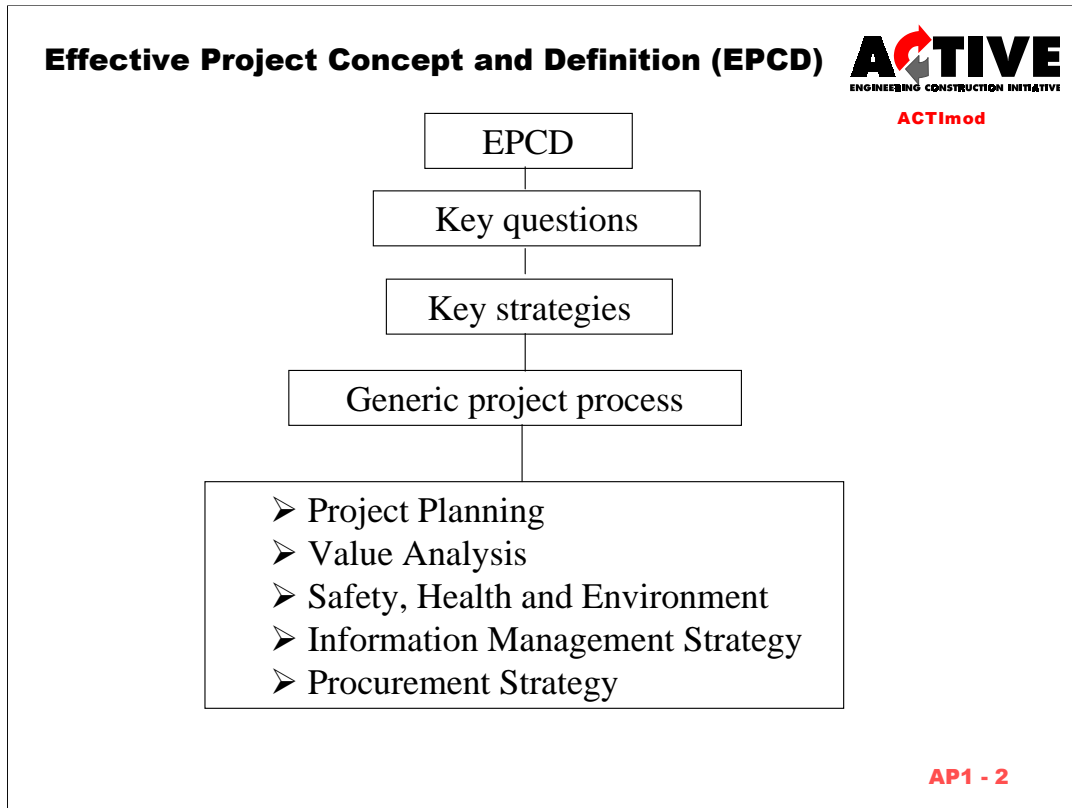 Effective Project Concept and Definition (EPCD)
ACTIVE
ENGINEERING CONSTRUCTION INITIATIVE
ACTImod
EPCD
Key questions
Key strategies
Generic project process
➢ Project Planning
➢ Value Analysis
➢ Safety, Health and Environment
➢ Information Management Strategy
➢ Procurement Strategy
AP1 - 2